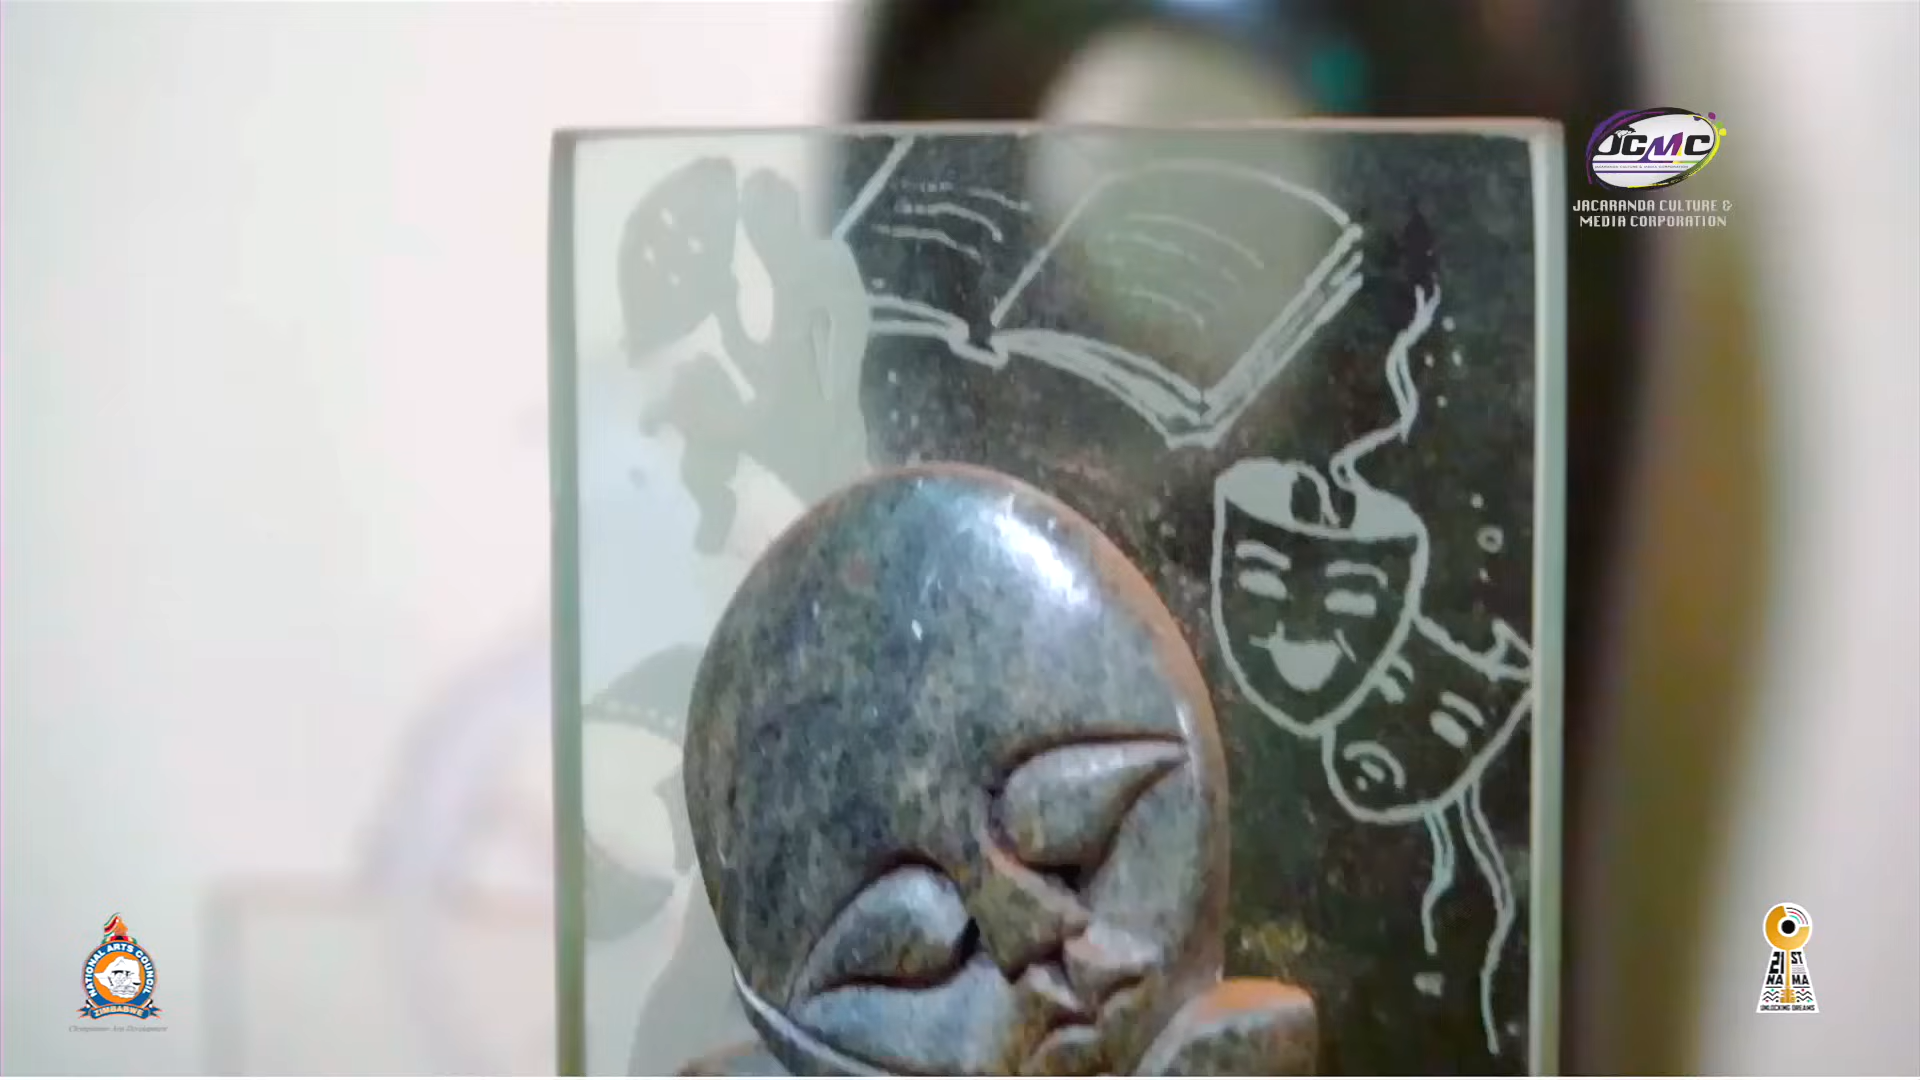 JCMC
JACARANDA CULTURE &
MEDIA CORPORATION
NATIONAL ARTS COUNCIL
ZIMBABWE
21ST
NAMA
UNLOCKING DREAMS